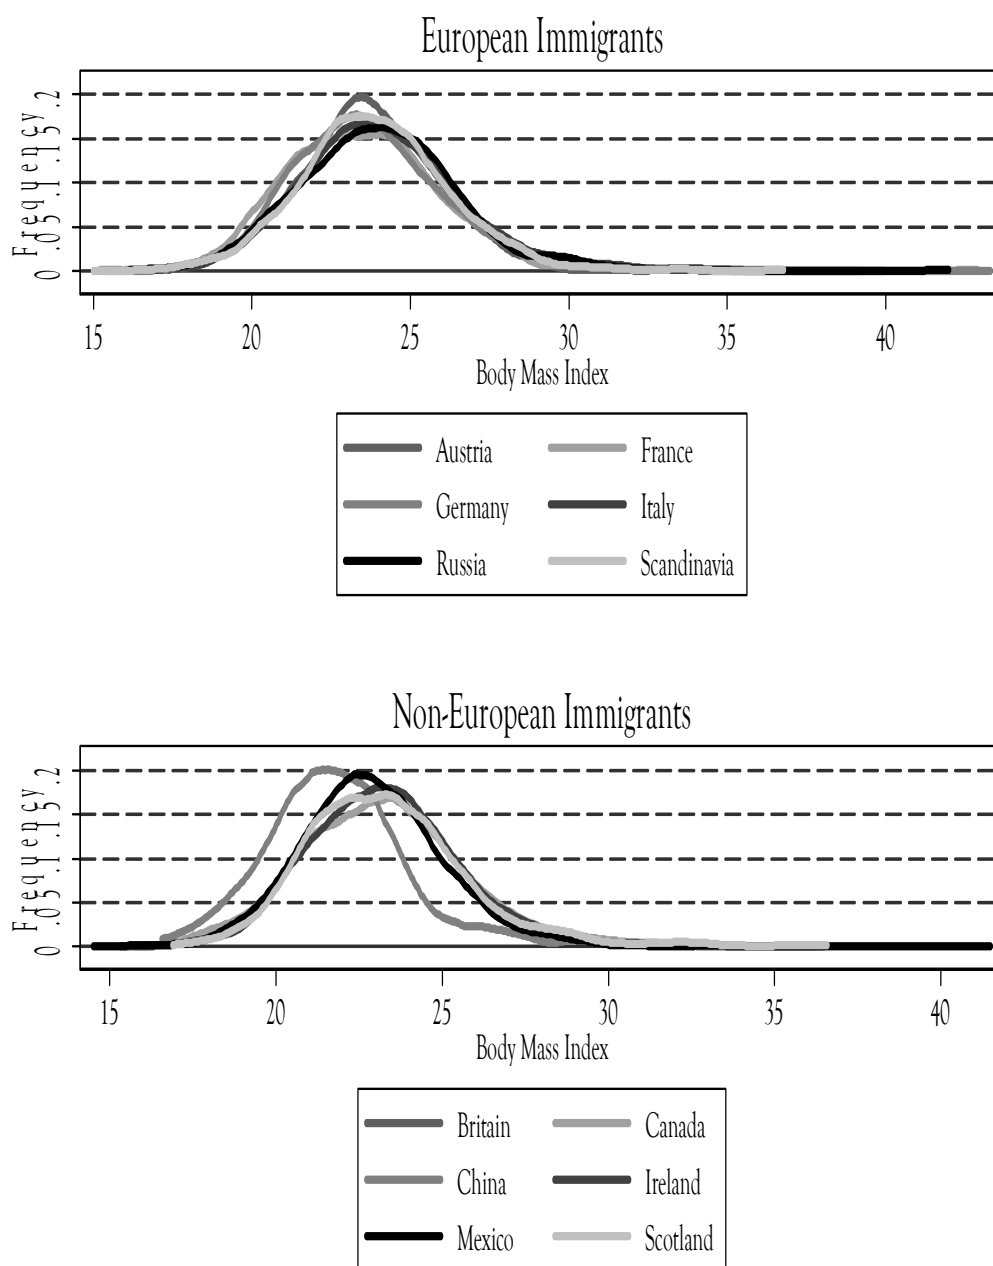 European Immigrants
Frequency
0 .05 .1 .15 .2
15 20 25 30 35 40
Body Mass Index
Austria France
Germany Italy
Russia Scandinavia
Non-European Immigrants
Frequency
0 .05 .1 .15 .2
15 20 25 30 35 40
Body Mass Index
Britain Canada
China Ireland
Mexico Scotland